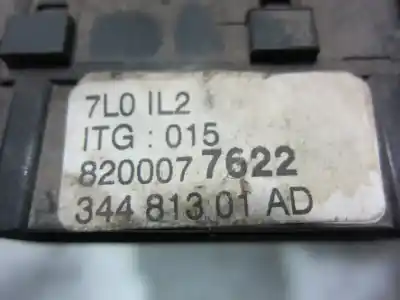 7L0 IL2
ITG : 015
820007 7622
344 813 01 AD